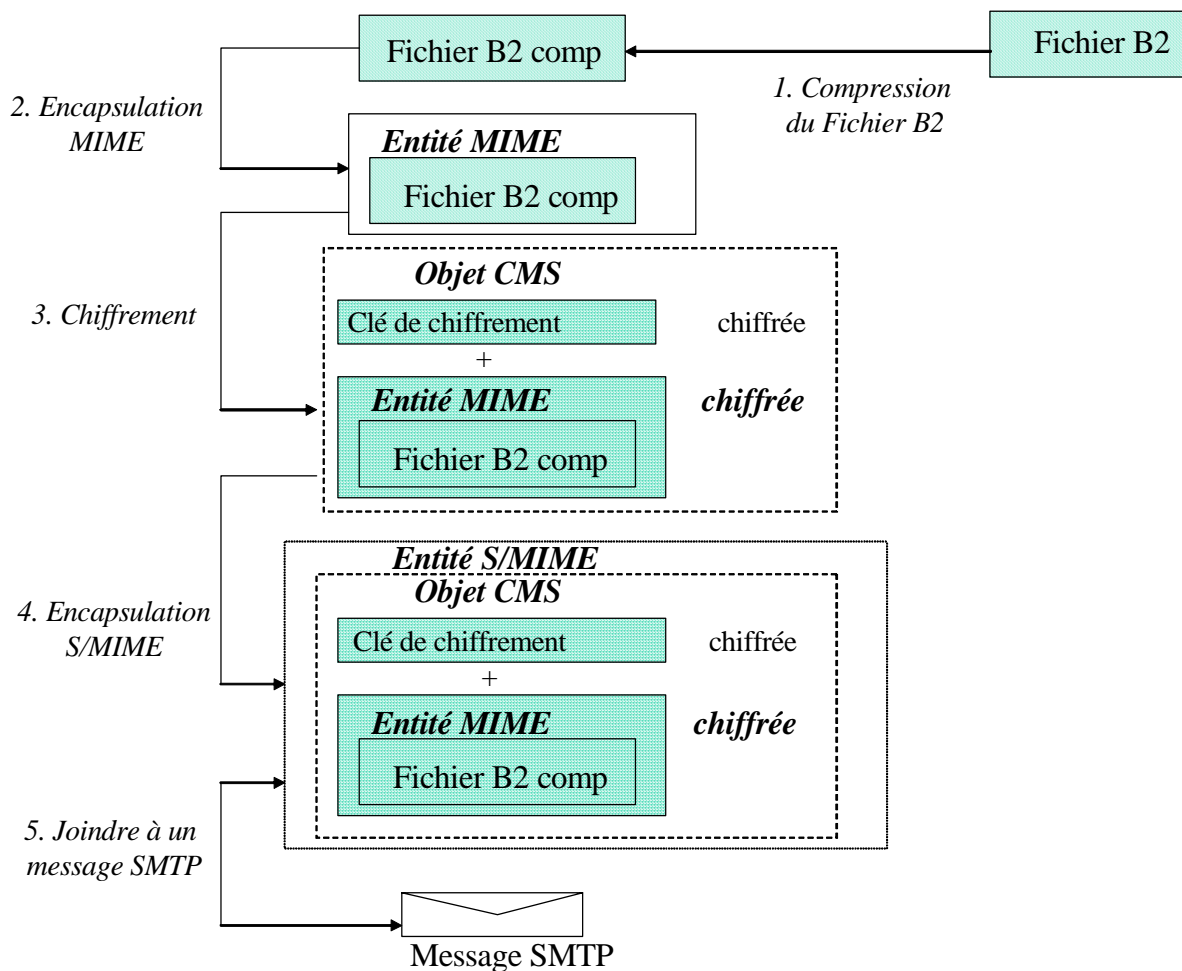 Fichier B2 comp
Fichier B2
1. Compression
du Fichier B2
2. Encapsulation
MIME
Entité MIME
Fichier B2 comp
Objet CMS
3. Chiffrement
Clé de chiffrement
chiffrée
+
Entité MIME
chiffrée
Fichier B2 comp
Entité S/MIME
Objet CMS
4. Encapsulation
S/MIME
Clé de chiffrement
chiffrée
+
Entité MIME
chiffrée
Fichier B2 comp
5. Joindre à un
message SMTP
Message SMTP